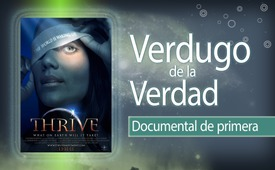 THRIVE
WHAT ON EARTH WILL IT TAKE?
Verdugo
de la
Verdad
Documental de primera